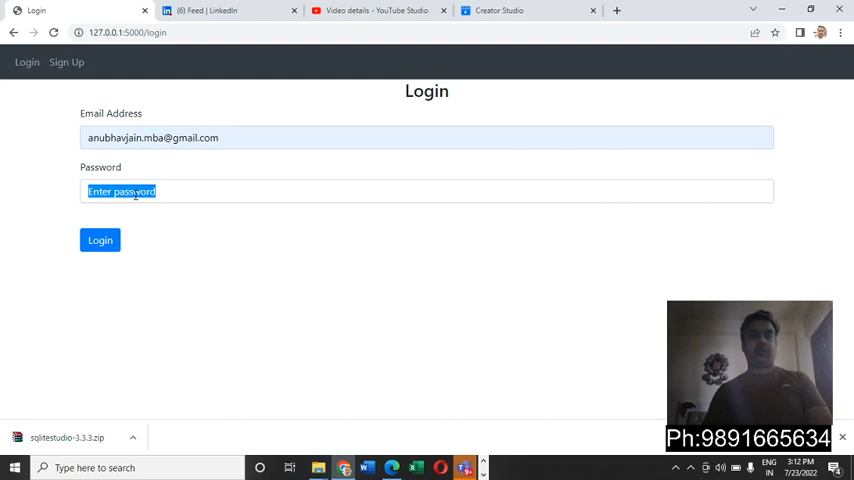 Login
(6) Feed | LinkedIn
Video details - YouTube Studio
Creator Studio
127.0.0.1:5000/login
Login Sign Up
Login
Email Address
anubhavjain.mba@gmail.com
Password
Enter password
Login
Ph:9891665634
sqlitestudio-3.3.3.zip
Type here to search
9+
ENG
IN
3:12 PM
7/23/2022
4